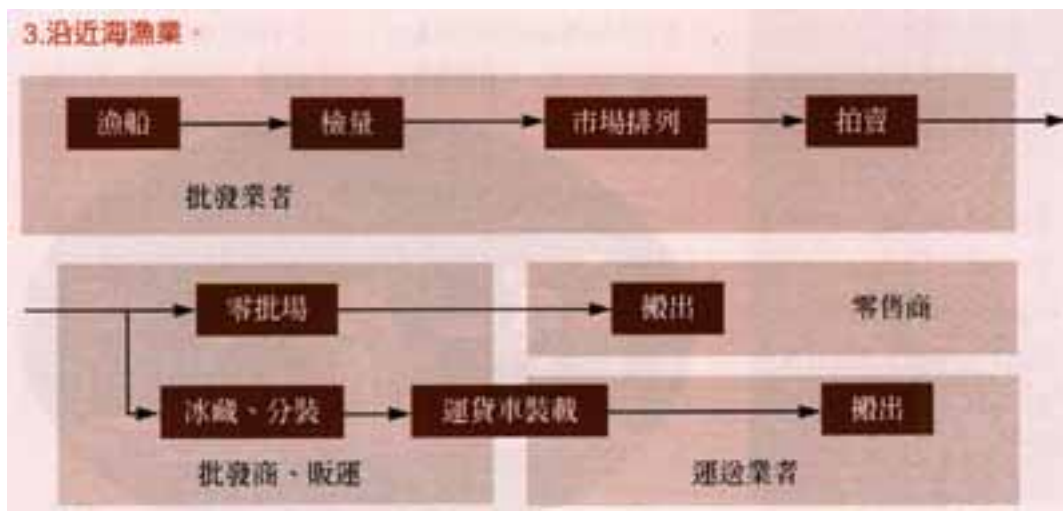 3.沿近海漁業・
漁船 檢量 市場排列 拍賣
批發業者
零批場 搬出 零售商
冰藏、分裝 運貨車裝載 搬出
批發商、販運 運送業者